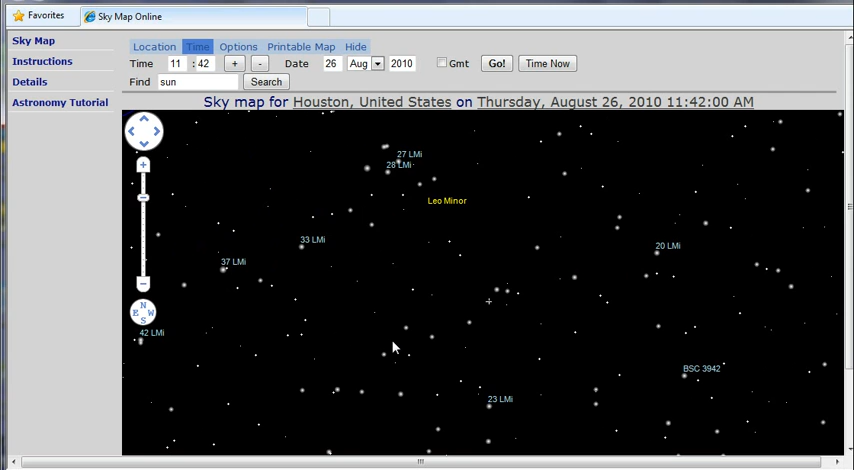 Favorites
Sky Map Online
Sky Map
Instructions
Details
Astronomy Tutorial
Location Time Options Printable Map Hide
Time 11 : 42 + - Date 26 Aug 2010 Gmt Go! Time Now
Find sun Search
Sky map for Houston, United States on Thursday, August 26, 2010 11:42:00 AM
27 LMi
28 LMi
Leo Minor
33 LMi
20 LMi
37 LMi
N
E W
S
42 LMi
BSC 3942
23 LMi